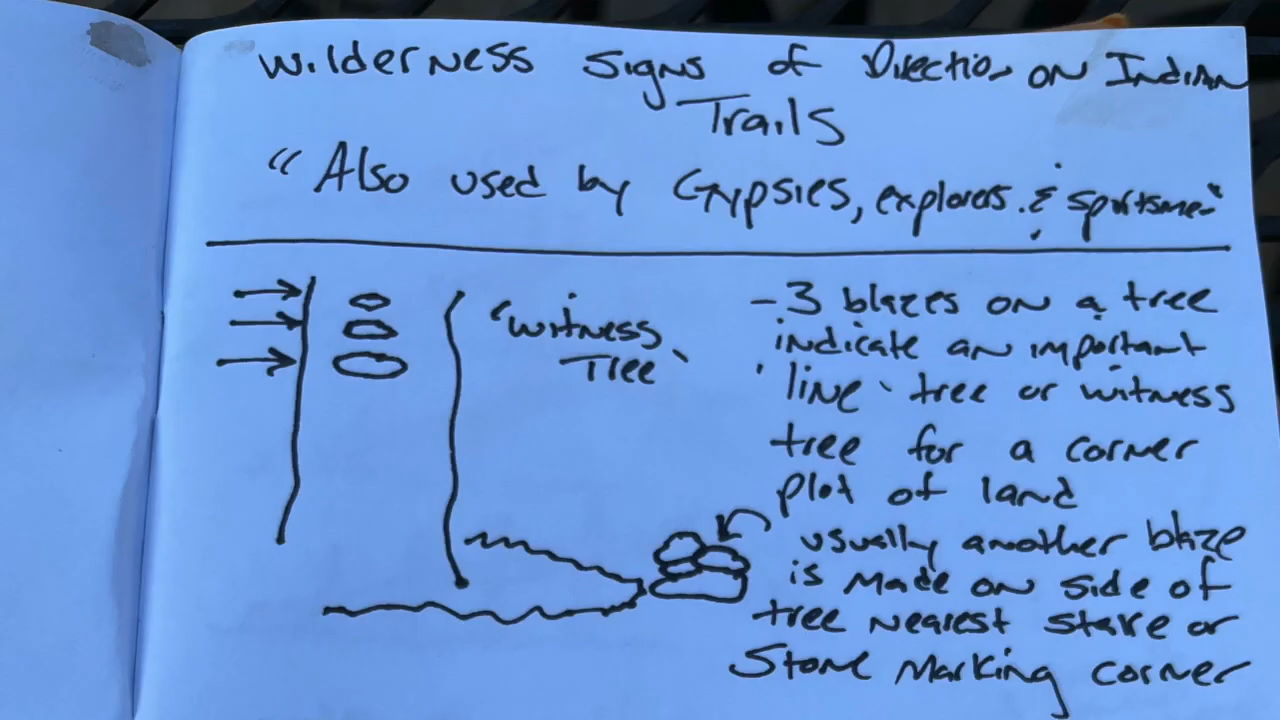 Wilderness Signs of Direction on Indian
Trails
"Also used by Gypsies, explorers & sportsmen"
'Witness
Tree'
- 3 blazes on a tree
indicate an important
'line' tree or witness
tree for a corner
plot of land
usually another blaze
is made on side of
tree nearest stake or
Stone Marking corner